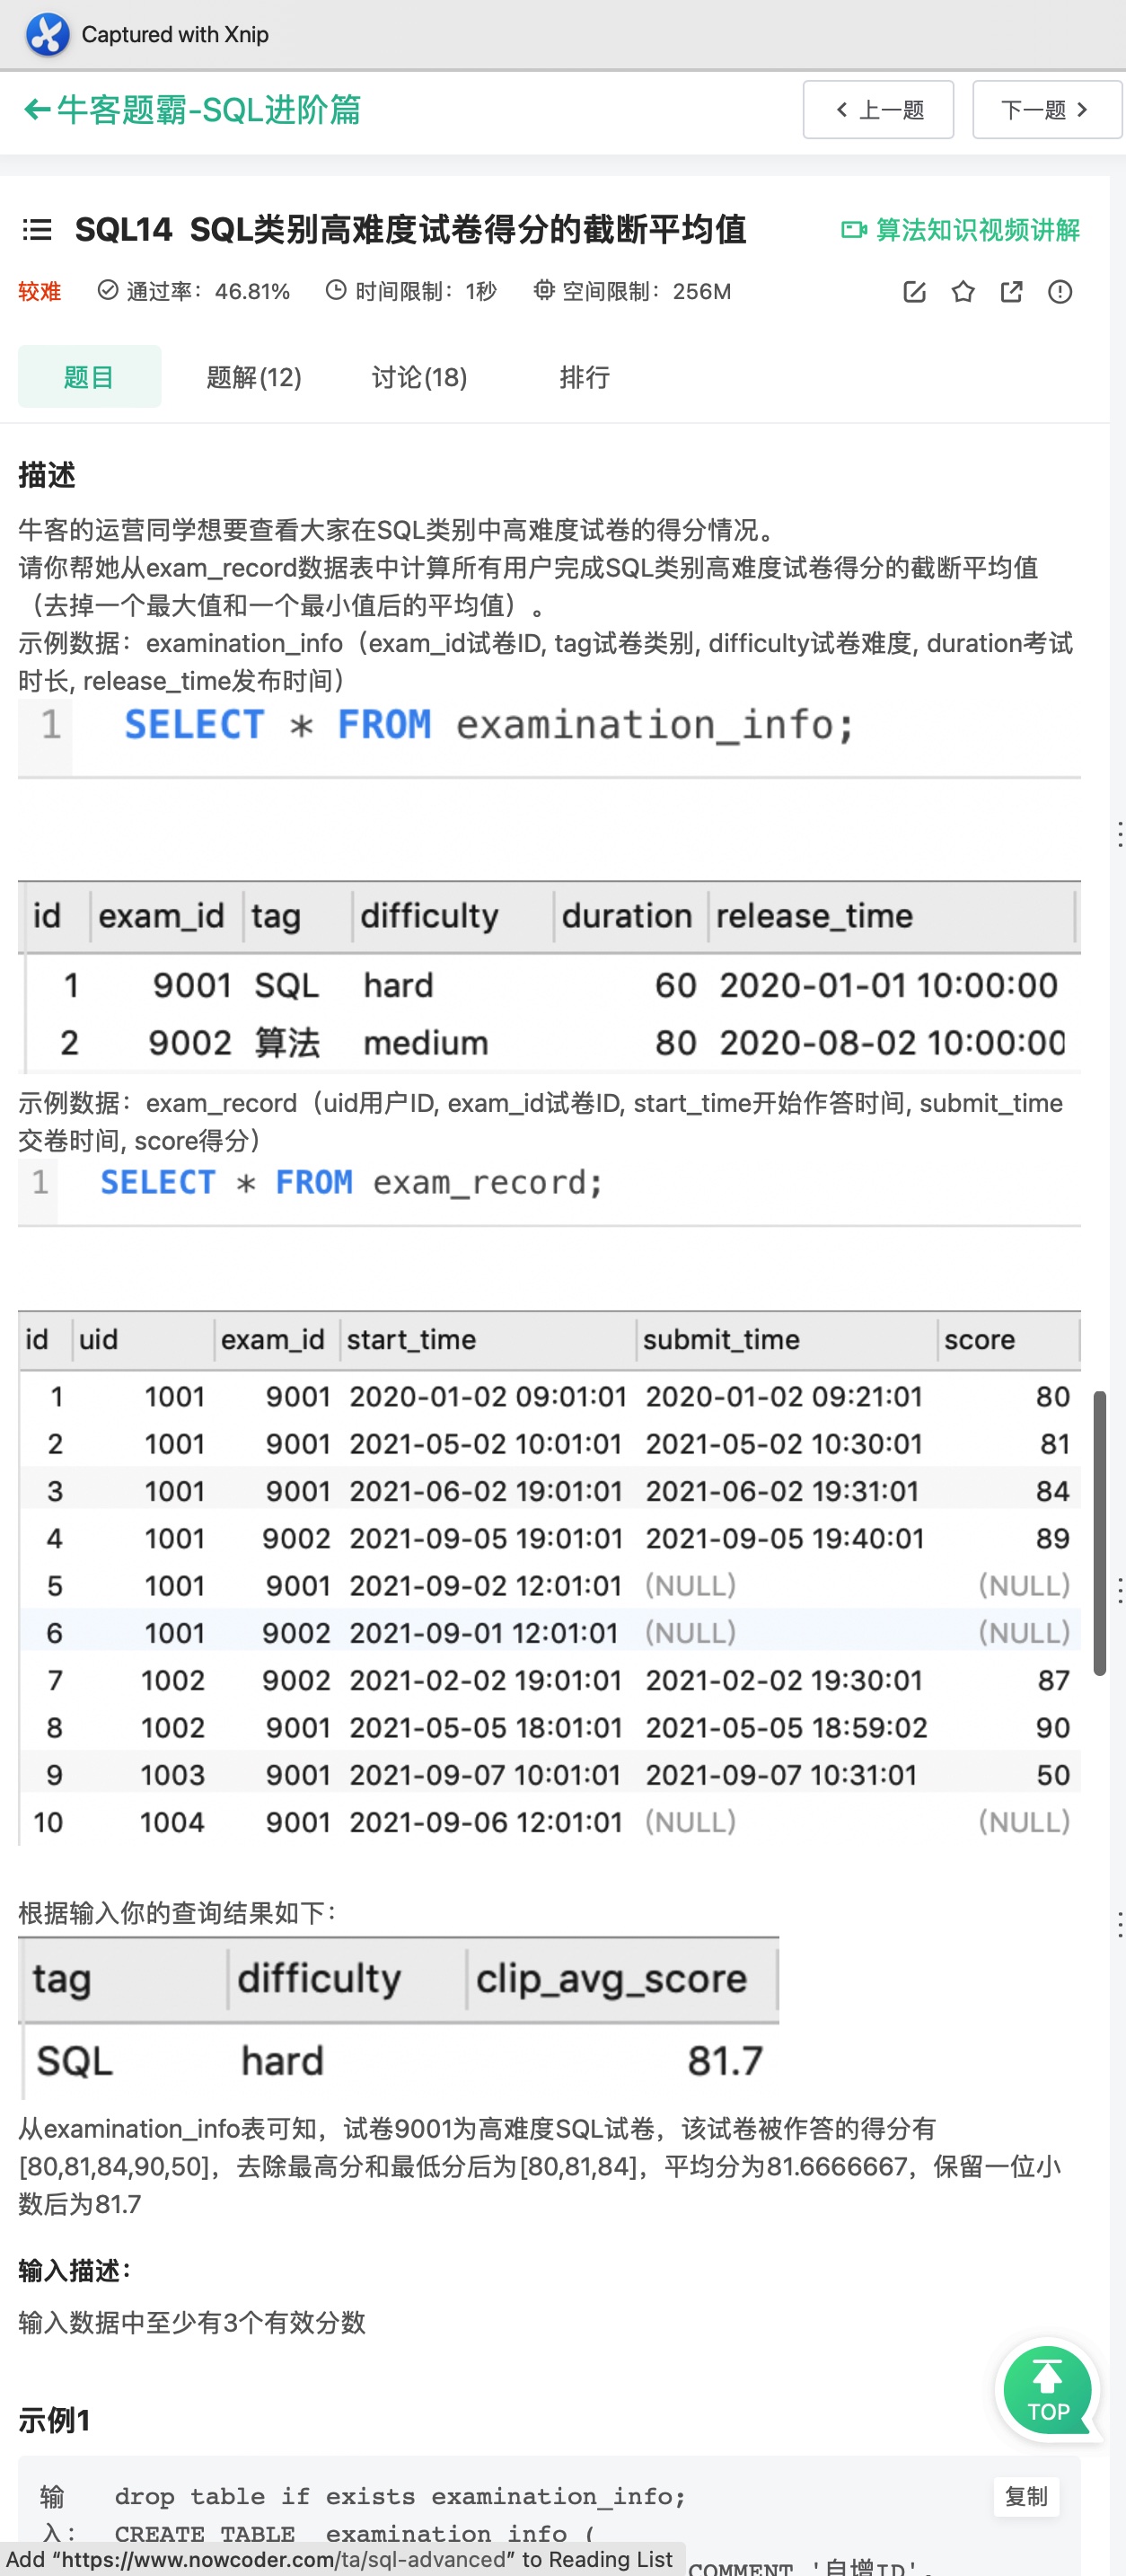 Captured with Xnip
←牛客题霸-SQL进阶篇
上一题
下一题
SQL14 SQL类别高难度试卷得分的截断平均值
算法知识视频讲解
较难 通过率：46.81% 时间限制：1秒 空间限制：256M
题目 题解(12) 讨论(18) 排行
描述
牛客的运营同学想要查看大家在SQL类别中高难度试卷的得分情况。
请你帮她从exam_record数据表中计算所有用户完成SQL类别高难度试卷得分的截断平均值
（去掉一个最大值和一个最小值后的平均值）。
示例数据：examination_info（exam_id试卷ID, tag试卷类别, difficulty试卷难度, duration考试
时长, release_time发布时间）
1 SELECT * FROM examination_info;
id exam_id tag difficulty duration release_time
1 9001 SQL hard 60 2020-01-01 10:00:00
2 9002 算法 medium 80 2020-08-02 10:00:00
示例数据：exam_record（uid用户ID, exam_id试卷ID, start_time开始作答时间, submit_time
交卷时间, score得分）
1 SELECT * FROM exam_record;
id uid exam_id start_time submit_time score
1 1001 9001 2020-01-02 09:01:01 2020-01-02 09:21:01 80
2 1001 9001 2021-05-02 10:01:01 2021-05-02 10:30:01 81
3 1001 9001 2021-06-02 19:01:01 2021-06-02 19:31:01 84
4 1001 9002 2021-09-05 19:01:01 2021-09-05 19:40:01 89
5 1001 9001 2021-09-02 12:01:01 (NULL) (NULL)
6 1001 9002 2021-09-01 12:01:01 (NULL) (NULL)
7 1002 9002 2021-02-02 19:01:01 2021-02-02 19:30:01 87
8 1002 9001 2021-05-05 18:01:01 2021-05-05 18:59:02 90
9 1003 9001 2021-09-07 10:01:01 2021-09-07 10:31:01 50
10 1004 9001 2021-09-06 12:01:01 (NULL) (NULL)
根据输入你的查询结果如下：
tag difficulty clip_avg_score
SQL hard 81.7
从examination_info表可知，试卷9001为高难度SQL试卷，该试卷被作答的得分有
[80,81,84,90,50]，去除最高分和最低分后为[80,81,84]，平均分为81.6666667，保留一位小
数后为81.7
输入描述：
输入数据中至少有3个有效分数
TOP
示例1
复制
输 drop table if exists examination_info;
入： CREATE TABLE examination_info (
COMMENT '自增ID',
Add “https://www.nowcoder.com/ta/sql-advanced” to Reading List